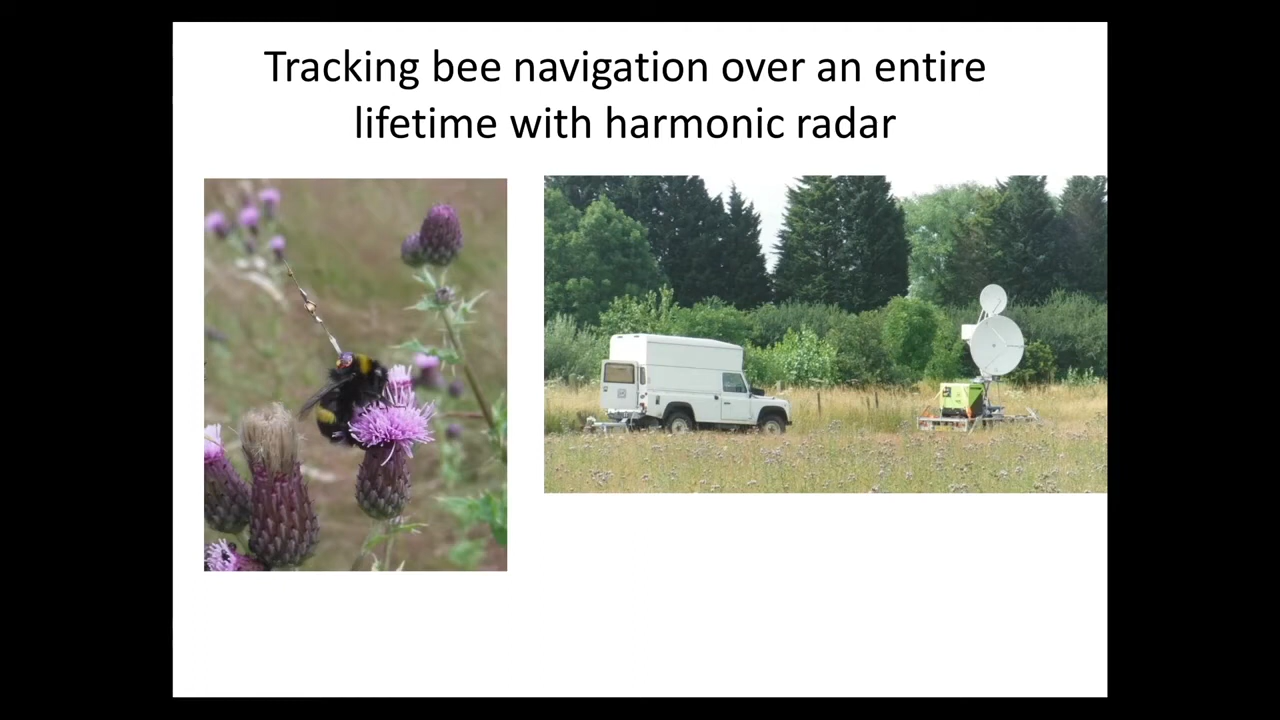 Tracking bee navigation over an entire
lifetime with harmonic radar